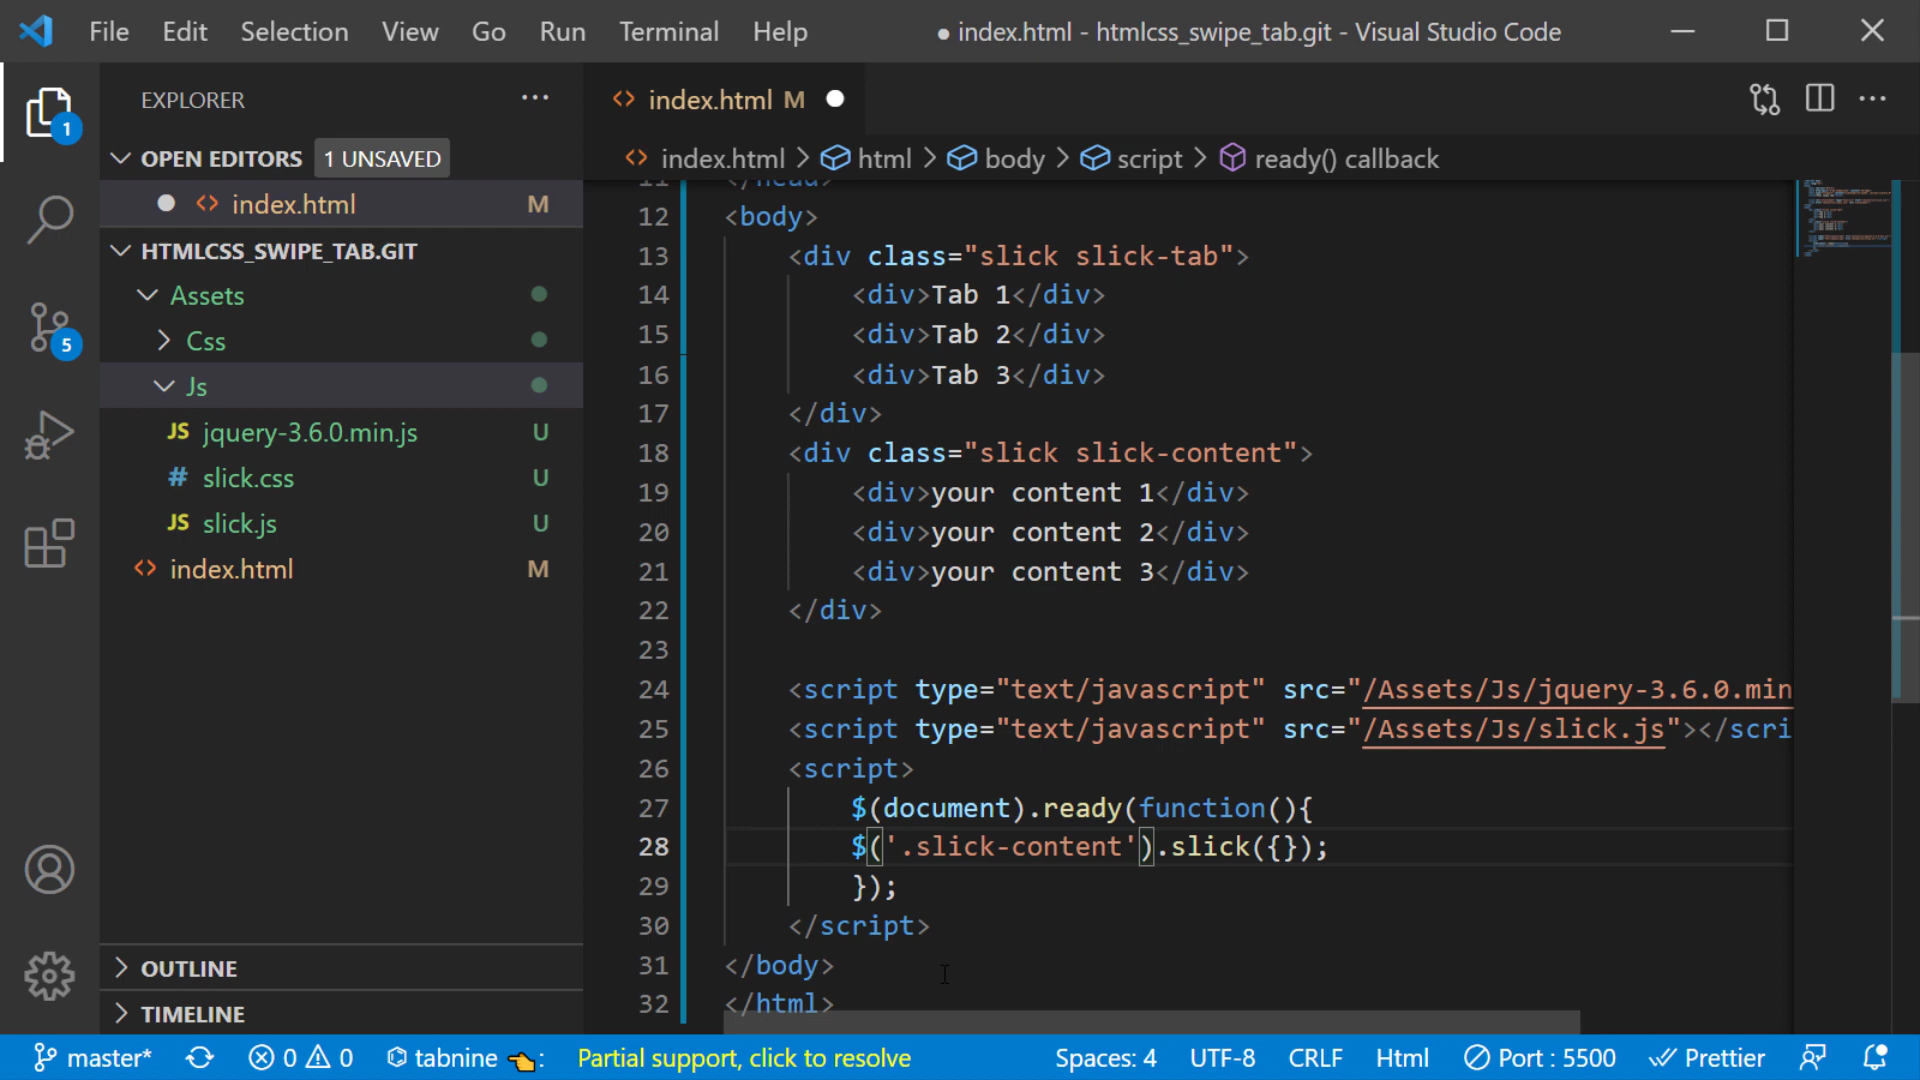 File Edit Selection View Go Run Terminal Help ● index.html - htmlcss_swipe_tab.git - Visual Studio Code
EXPLORER
OPEN EDITORS 1 UNSAVED
index.html M
HTMLCSS_SWIPE_TAB.GIT
Assets
Css
Js
JS jquery-3.6.0.min.js U
# slick.css U
JS slick.js U
<> index.html M
OUTLINE
TIMELINE
1
5
<> index.html M
<> index.html > html > body > script > ready() callback
11 </head>
12 <body>
13 <div class="slick slick-tab">
14 <div>Tab 1</div>
15 <div>Tab 2</div>
16 <div>Tab 3</div>
17 </div>
18 <div class="slick slick-content">
19 <div>your content 1</div>
20 <div>your content 2</div>
21 <div>your content 3</div>
22 </div>
23
24 <script type="text/javascript" src="/Assets/Js/jquery-3.6.0.min
25 <script type="text/javascript" src="/Assets/Js/slick.js"></scri
26 <script>
27 $(document).ready(function(){
28 $('.slick-content').slick({});
29 });
30 </script>
31 </body>
32 </html>
master* 0 0 tabnine : Partial support, click to resolve Spaces: 4 UTF-8 CRLF Html Port : 5500 Prettier